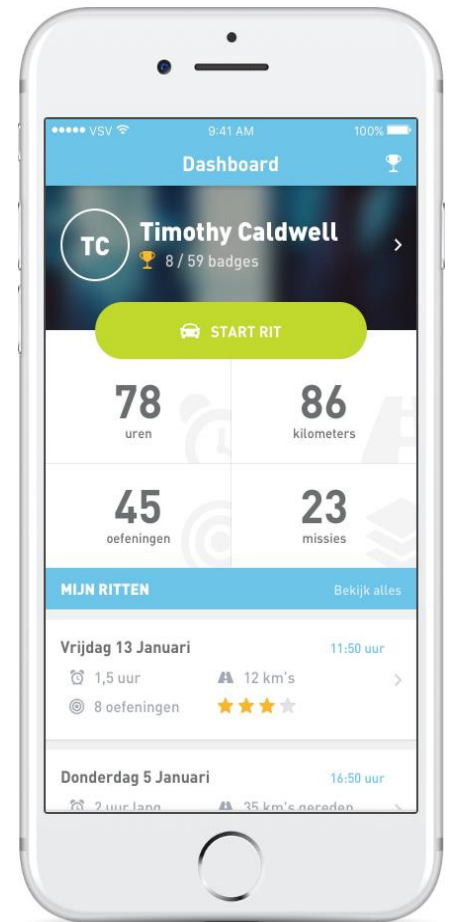 VSV 9:41 AM 100%
Dashboard
TC
Timothy Caldwell
8 / 59 badges
START RIT
78 86
uren kilometers
45 23
oefeningen missies
MIJN RITTEN Bekijk alles
Vrijdag 13 Januari 11:50 uur
1,5 uur 12 km's
8 oefeningen
Donderdag 5 Januari 16:50 uur
2 uur lang 35 km's gereden